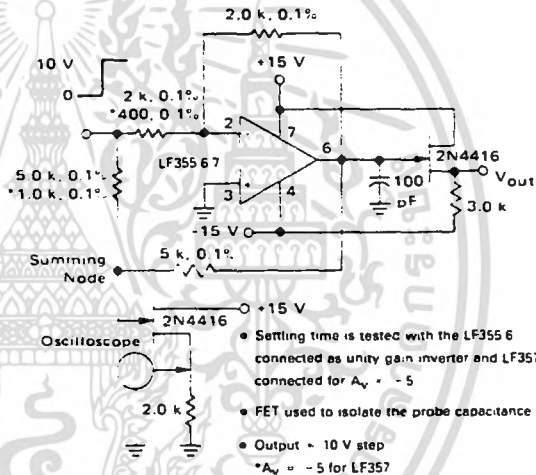 2.0 k, 0.1%
10 V
0
+15 V
2 k, 0.1%
*400, 0.1%
2
7
6
LF355 6 7
3
4
2N4416
Vout
5.0 k, 0.1%
*1.0 k, 0.1%
100
pF
3.0 k
-15 V
Summing
Node
5 k, 0.1%
+15 V
2N4416
Oscilloscope
2.0 k
• Settling time is tested with the LF355 6
connected as unity gain inverter and LF357
connected for Av = -5
• FET used to isolate the probe capacitance
• Output = 10 V step
*Av = -5 for LF357